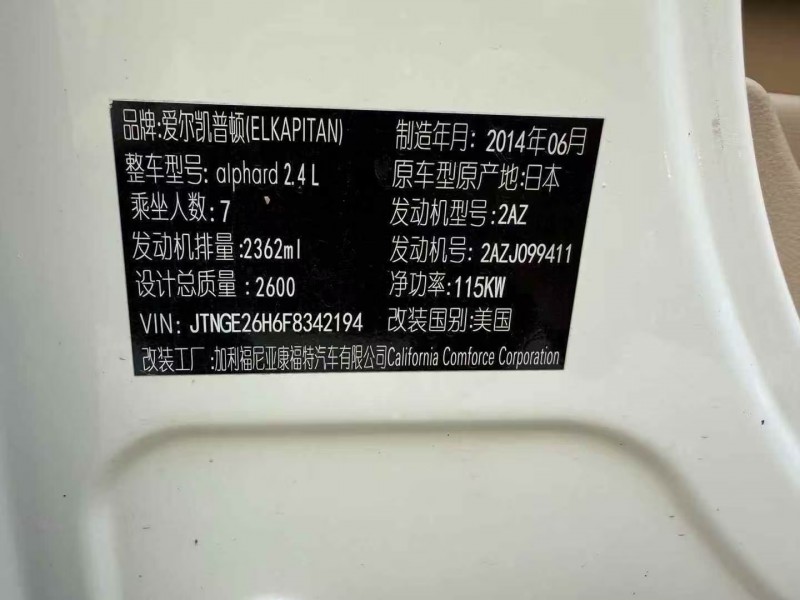 品牌:爱尔凯普顿(ELKAPITAN) 制造年月: 2014年06月
整车型号: alphard 2.4 L 原车型原产地:日本
乘坐人数: 7 发动机型号:2AZ
发动机排量:2362ml 发动机号: 2AZJ099411
设计总质量 :2600 净功率:115KW
VIN: JTNGE26H6F8342194 改装国别:美国
改装工厂 :加利福尼亚康福特汽车有限公司California Comforce Corporation